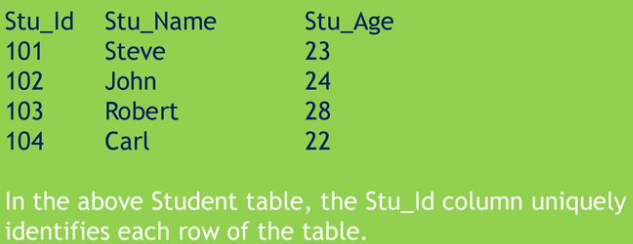 Stu_Id Stu_Name Stu_Age
101 Steve 23
102 John 24
103 Robert 28
104 Carl 22
In the above Student table, the Stu_Id column uniquely
identifies each row of the table.